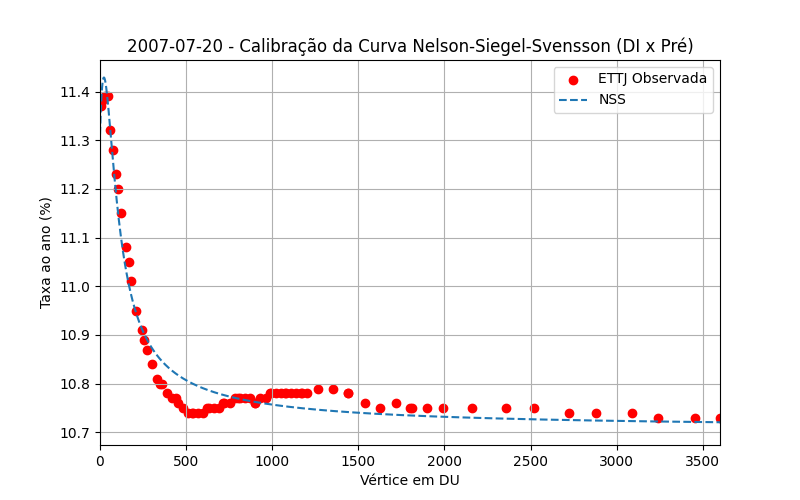 2007-07-20 - Calibração da Curva Nelson-Siegel-Svensson (DI x Pré)
ETTJ Observada
NSS
Taxa ao ano (%)
11.4
11.3
11.2
11.1
11.0
10.9
10.8
10.7
0 500 1000 1500 2000 2500 3000 3500
Vértice em DU